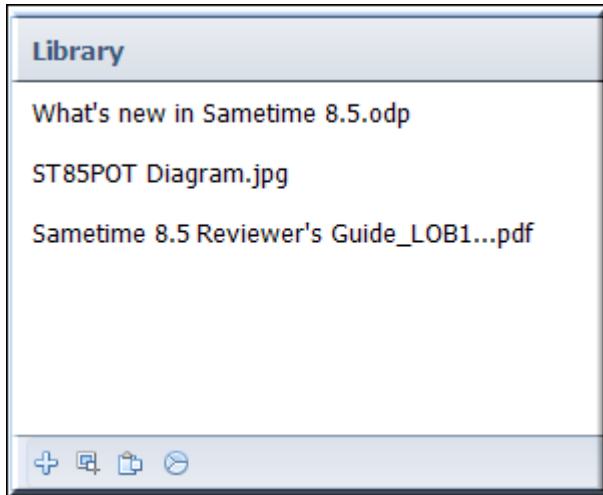 Library
What's new in Sametime 8.5.odp
ST85POT Diagram.jpg
Sametime 8.5 Reviewer's Guide_LOB1...pdf